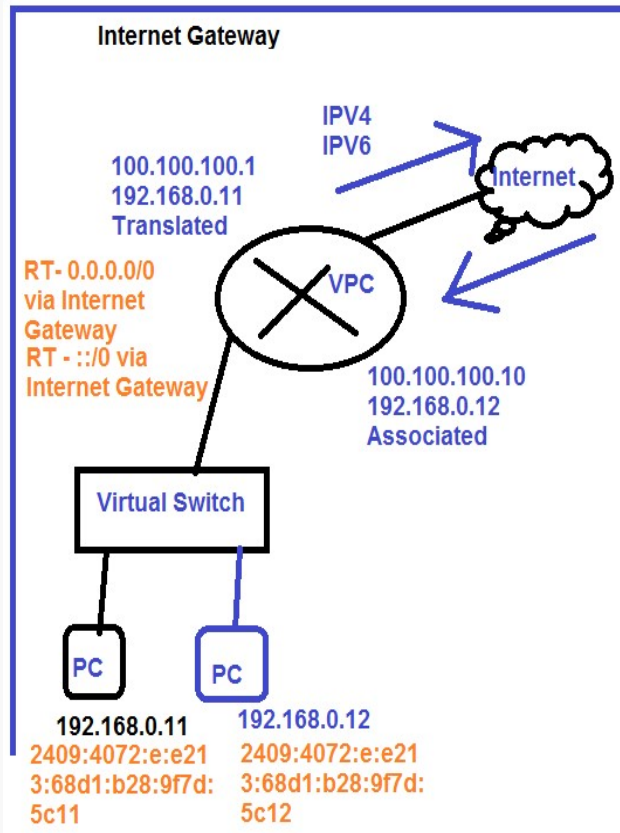 Internet Gateway
IPV4
IPV6
Internet
100.100.100.1
192.168.0.11
Translated
RT- 0.0.0.0/0
via Internet
Gateway
RT - ::/0 via
Internet Gateway
VPC
100.100.100.10
192.168.0.12
Associated
Virtual Switch
PC
PC
192.168.0.11
2409:4072:e:e21
3:68d1:b28:9f7d:
5c11
192.168.0.12
2409:4072:e:e21
3:68d1:b28:9f7d:
5c12